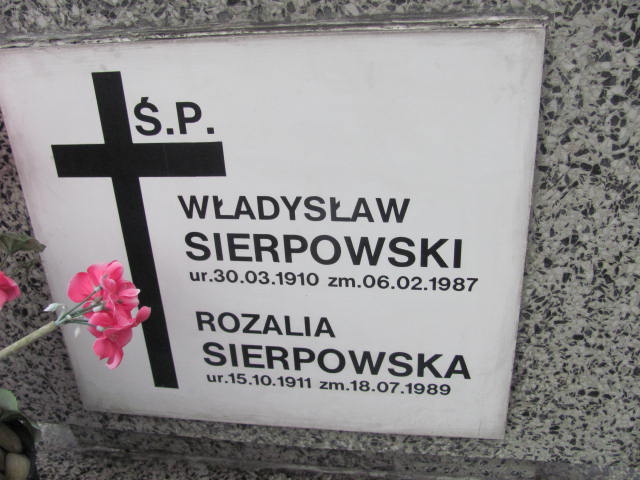 Ś.P.
WŁADYSŁAW
SIERPOWSKI
ur.30.03.1910 zm.06.02.1987
ROZALIA
SIERPOWSKA
ur.15.10.1911 zm.18.07.1989